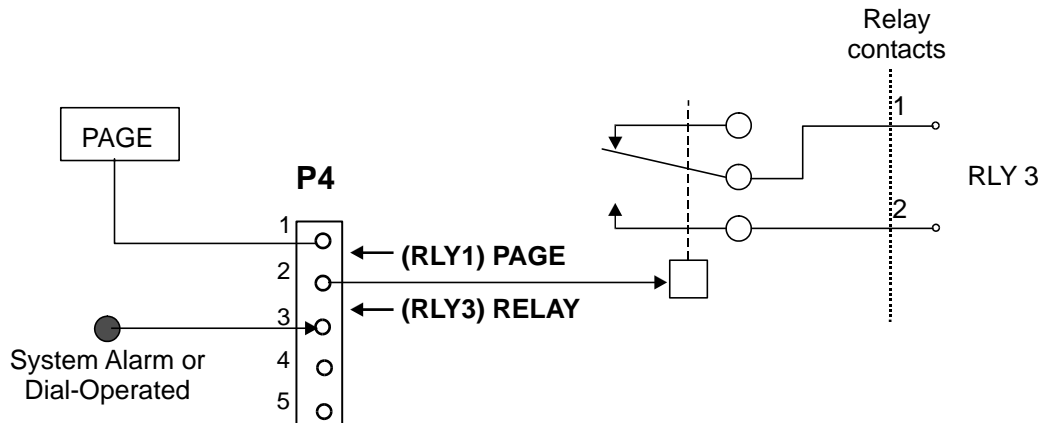 Relay
contacts
1
PAGE
P4
RLY 3
2
1
(RLY1) PAGE
2
(RLY3) RELAY
3
System Alarm or
Dial-Operated
4
5